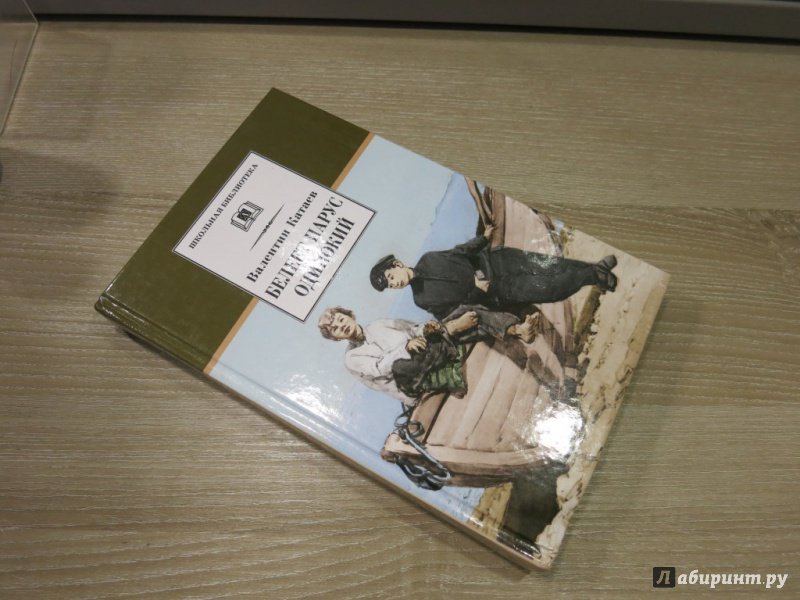 ШКОЛЬНАЯ БИБЛИОТЕКА
Валентин Катаев
БЕЛЕЕТ ПАРУС
ОДИНОКИЙ
Лабиринт.ру